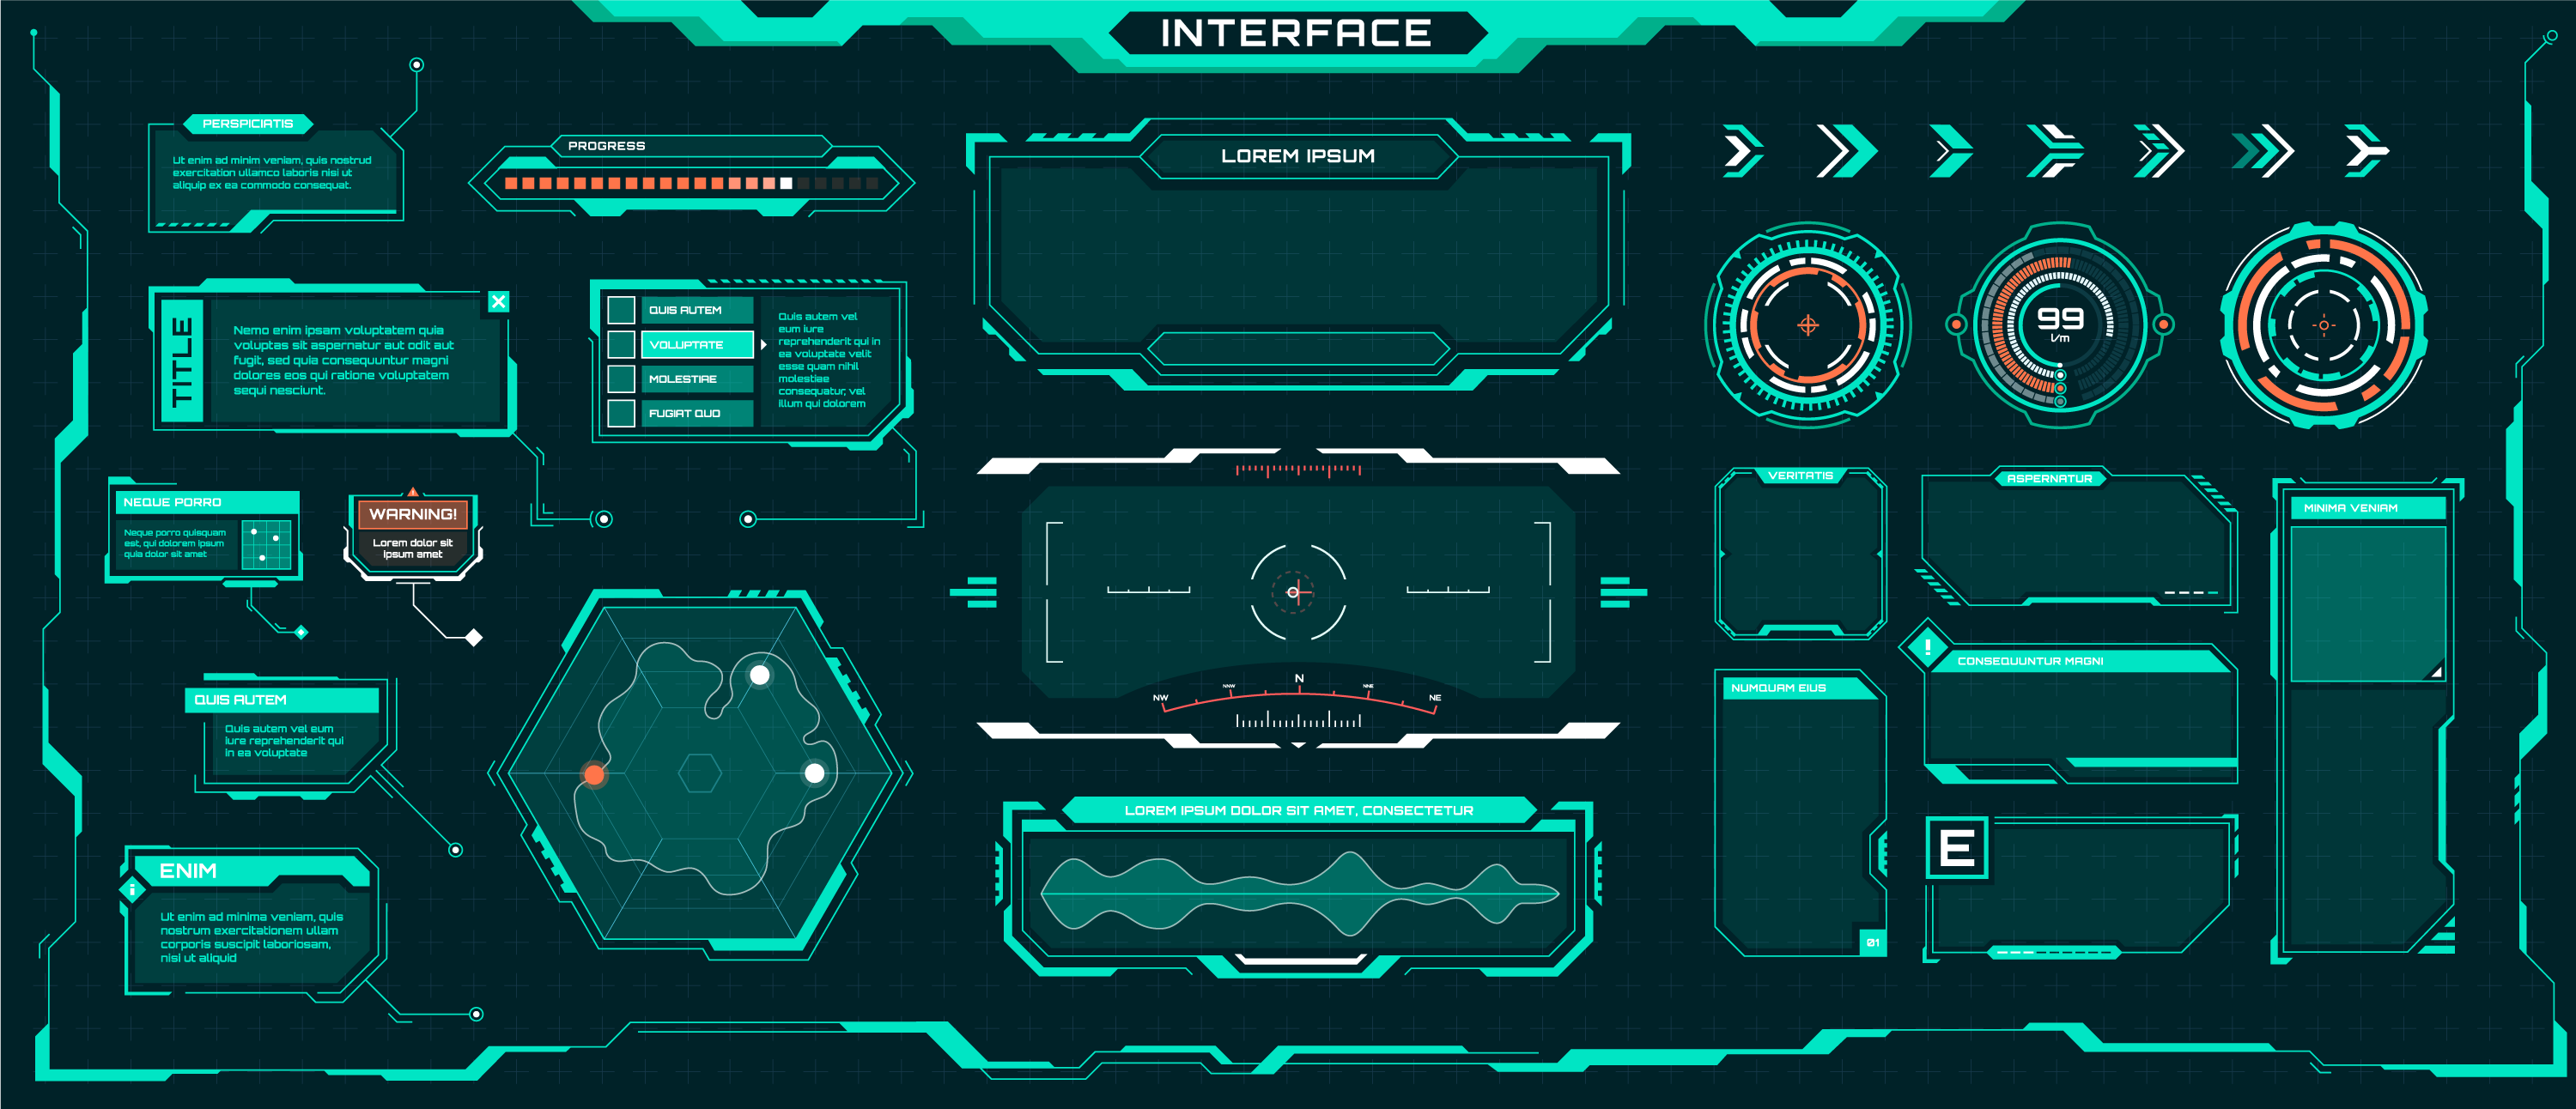 INTERFACE
PERSPICIATIS
Ut enim ad minim veniam, quis nostrud
exercitation ullamco laboris nisi ut
aliquip ex ea commodo consequat.
PROGRESS
LOREM IPSUM
TITLE
Nemo enim ipsam voluptatem quia
voluptas sit aspernatur aut odit aut
fugit, sed quia consequuntur magni
dolores eos qui ratione voluptatem
sequi nesciunt.
QUIS AUTEM
VOLUPTATE
MOLESTIAE
FUGIAT QUO
Quis autem vel
eum iure
reprehenderit qui in
ea voluptate velit
esse quam nihil
molestiae
consequatur, vel
illum qui dolorem
99
l/m
NEQUE PORRO
Neque porro quisquam
est, qui dolorem ipsum
quia dolor sit amet
WARNING!
Lorem dolor sit
ipsum amet
NW
NNW
N
NNE
NE
VERITATIS
ASPERNATUR
MINIMA VENIAM
CONSEQUUNTUR MAGNI
!
NUMQUAM EIUS
01
E
QUIS AUTEM
Quis autem vel eum
iure reprehenderit qui
in ea voluptate
LOREM IPSUM DOLOR SIT AMET, CONSECTETUR
ENIM
i
Ut enim ad minima veniam, quis
nostrum exercitationem ullam
corporis suscipit laboriosam,
nisi ut aliquid